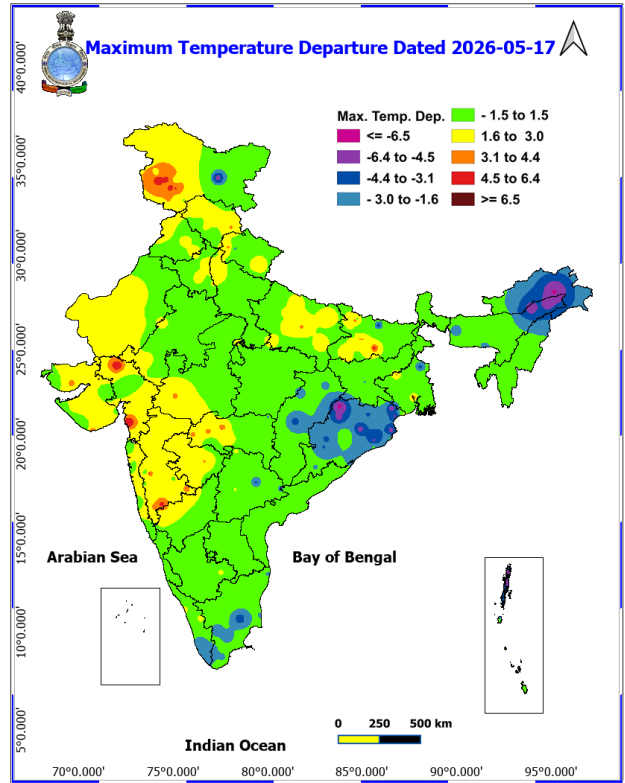 Maximum Temperature Departure Dated 2026-05-17
Max. Temp. Dep.
<= -6.5
-6.4 to -4.5
-4.4 to -3.1
- 3.0 to -1.6
- 1.5 to 1.5
1.6 to 3.0
3.1 to 4.4
4.5 to 6.4
>= 6.5
40°0.000'
35°0.000'
30°0.000'
25°0.000'
20°0.000'
15°0.000'
10°0.000'
5°0.000'
Arabian Sea
Bay of Bengal
Indian Ocean
0 250 500 km
70°0.000' 75°0.000' 80°0.000' 85°0.000' 90°0.000' 95°0.000'